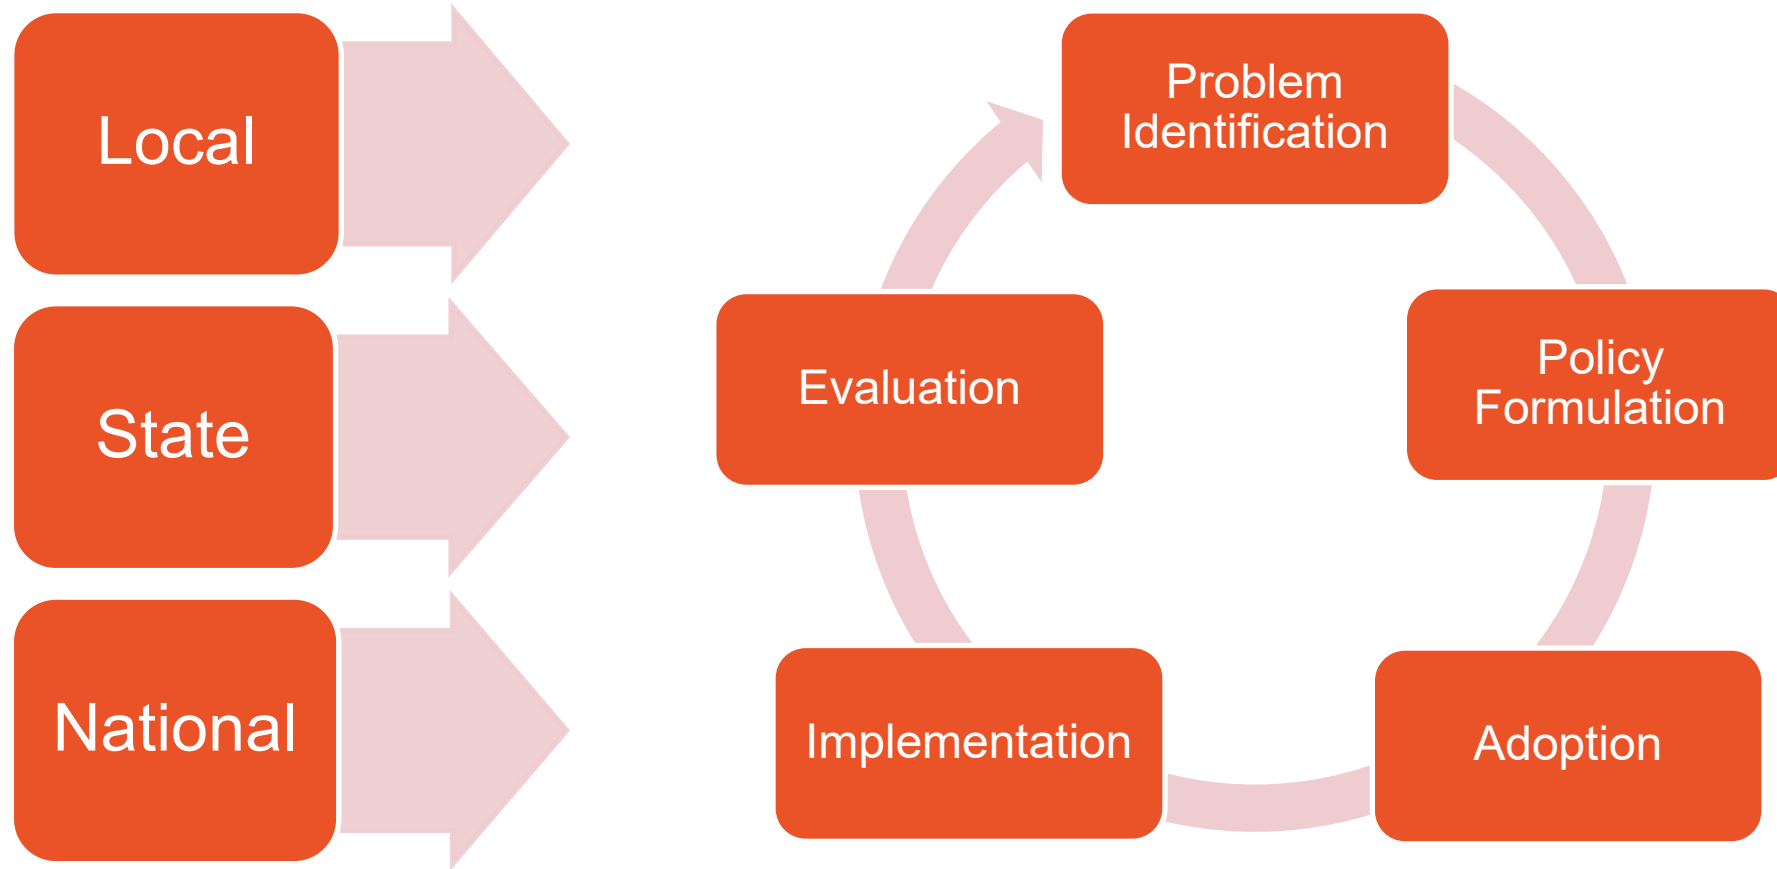 Local
State
National
Problem
Identification
Policy
Formulation
Adoption
Implementation
Evaluation